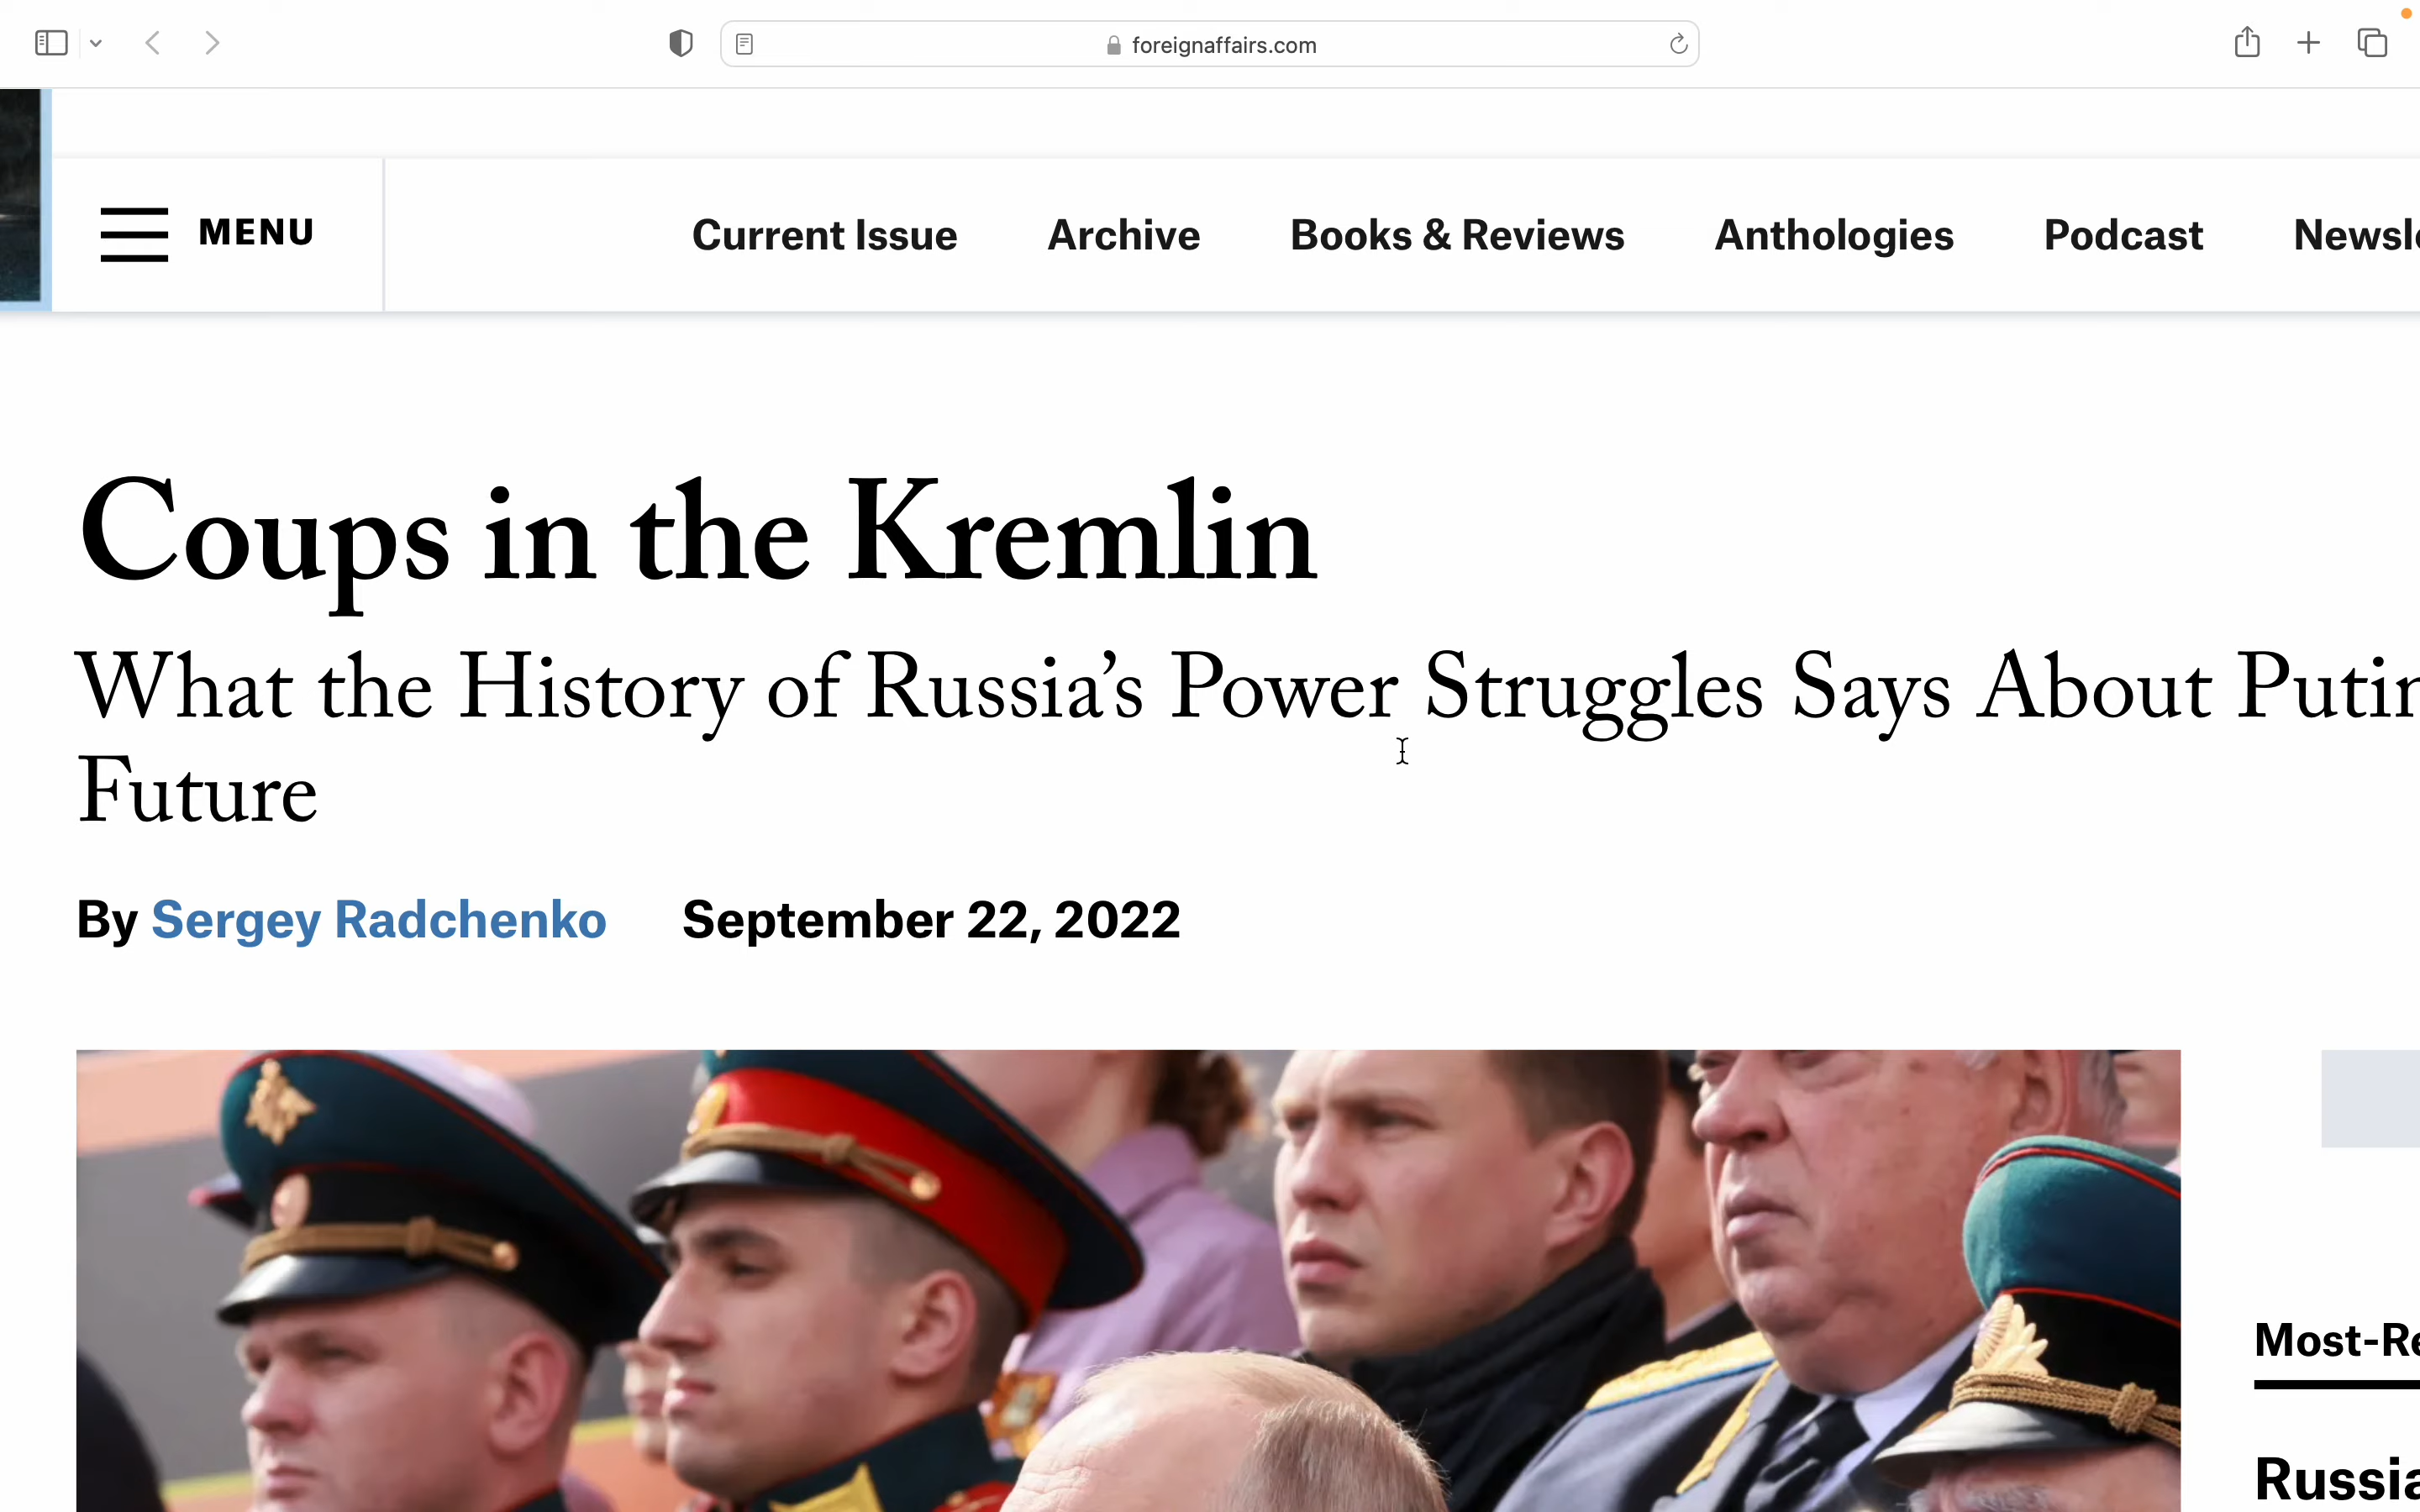 foreignaffairs.com
MENU
Current Issue
Archive
Books & Reviews
Anthologies
Podcast
Coups in the Kremlin
What the History of Russia’s Power Struggles Says About
Future
By Sergey Radchenko
September 22, 2022